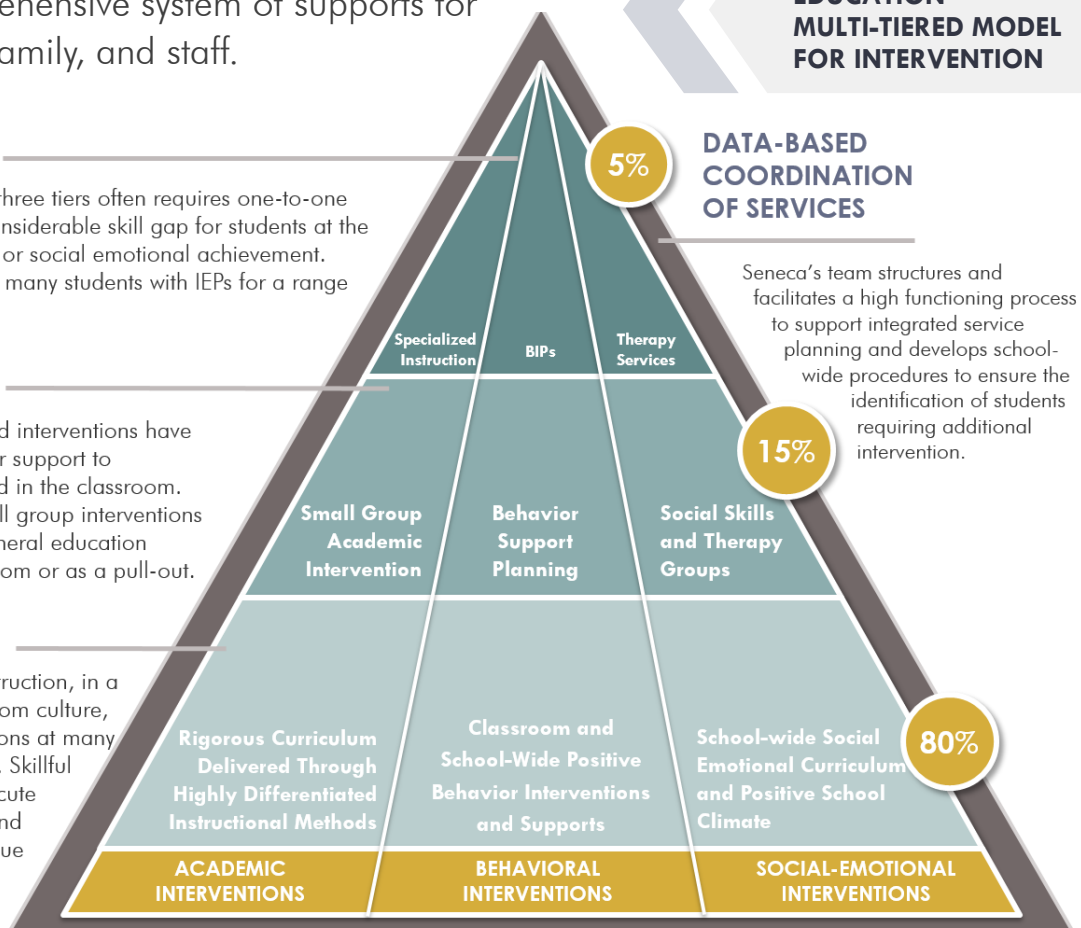 ehensive system of supports for
amily, and staff.
EDUCATION
MULTI-TIERED MODEL
FOR INTERVENTION
5%
DATA-BASED
COORDINATION
OF SERVICES
three tiers often requires one-to-one
nsiderable skill gap for students at the
or social emotional achievement.
many students with IEPs for a range
Seneca’s team structures and
facilitates a high functioning process
to support integrated service
planning and develops school-
wide procedures to ensure the
identification of students
requiring additional
intervention.
Specialized
Instruction
BIPs
Therapy
Services
15%
d interventions have
r support to
d in the classroom.
ll group interventions
neral education
om or as a pull-out.
Small Group
Academic
Intervention
Behavior
Support
Planning
Social Skills
and Therapy
Groups
80%
ruction, in a
om culture,
ons at many
. Skillful
cute
nd
ue
Rigorous Curriculum
Delivered Through
Highly Differentiated
Instructional Methods
Classroom and
School-Wide Positive
Behavior Interventions
and Supports
School-wide Social
Emotional Curriculum
and Positive School
Climate
ACADEMIC
INTERVENTIONS
BEHAVIORAL
INTERVENTIONS
SOCIAL-EMOTIONAL
INTERVENTIONS